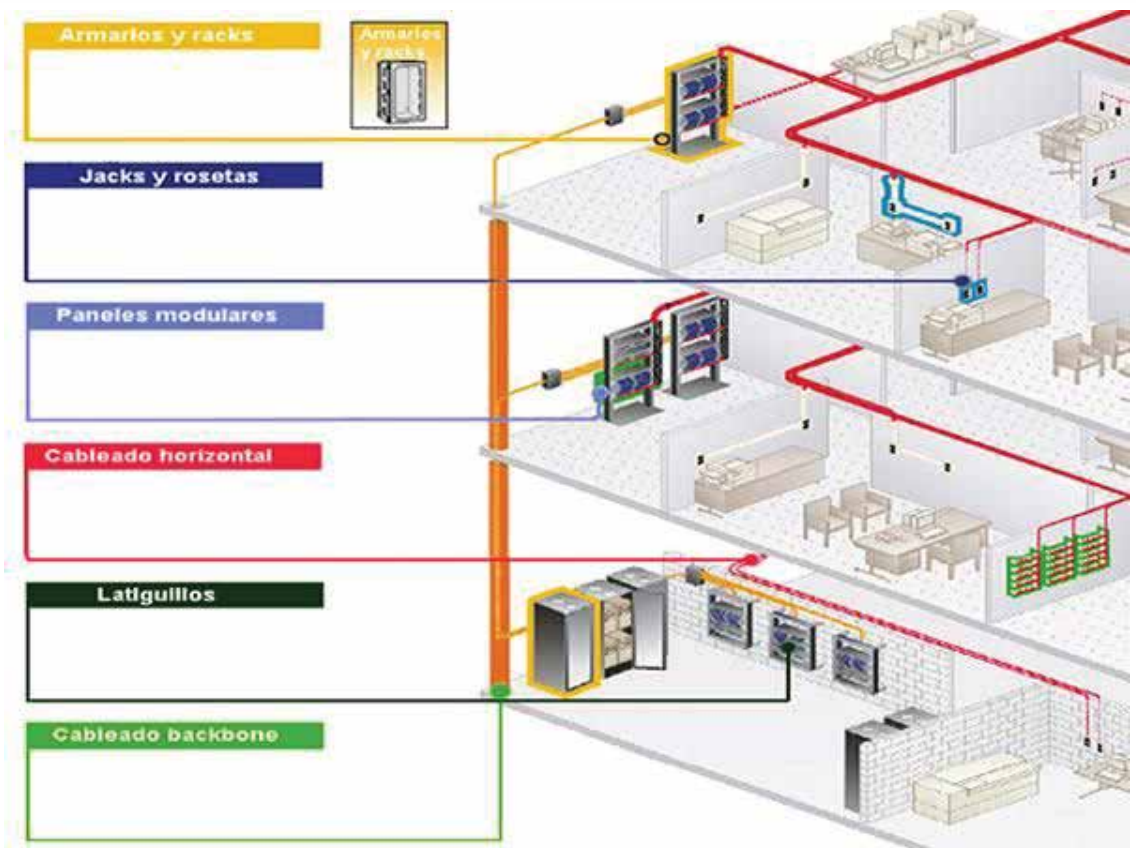 Armarios y racks
Armarios
y racks
Jacks y rosetas
Paneles modulares
Cableado horizontal
Latiguillos
Cableado backbone